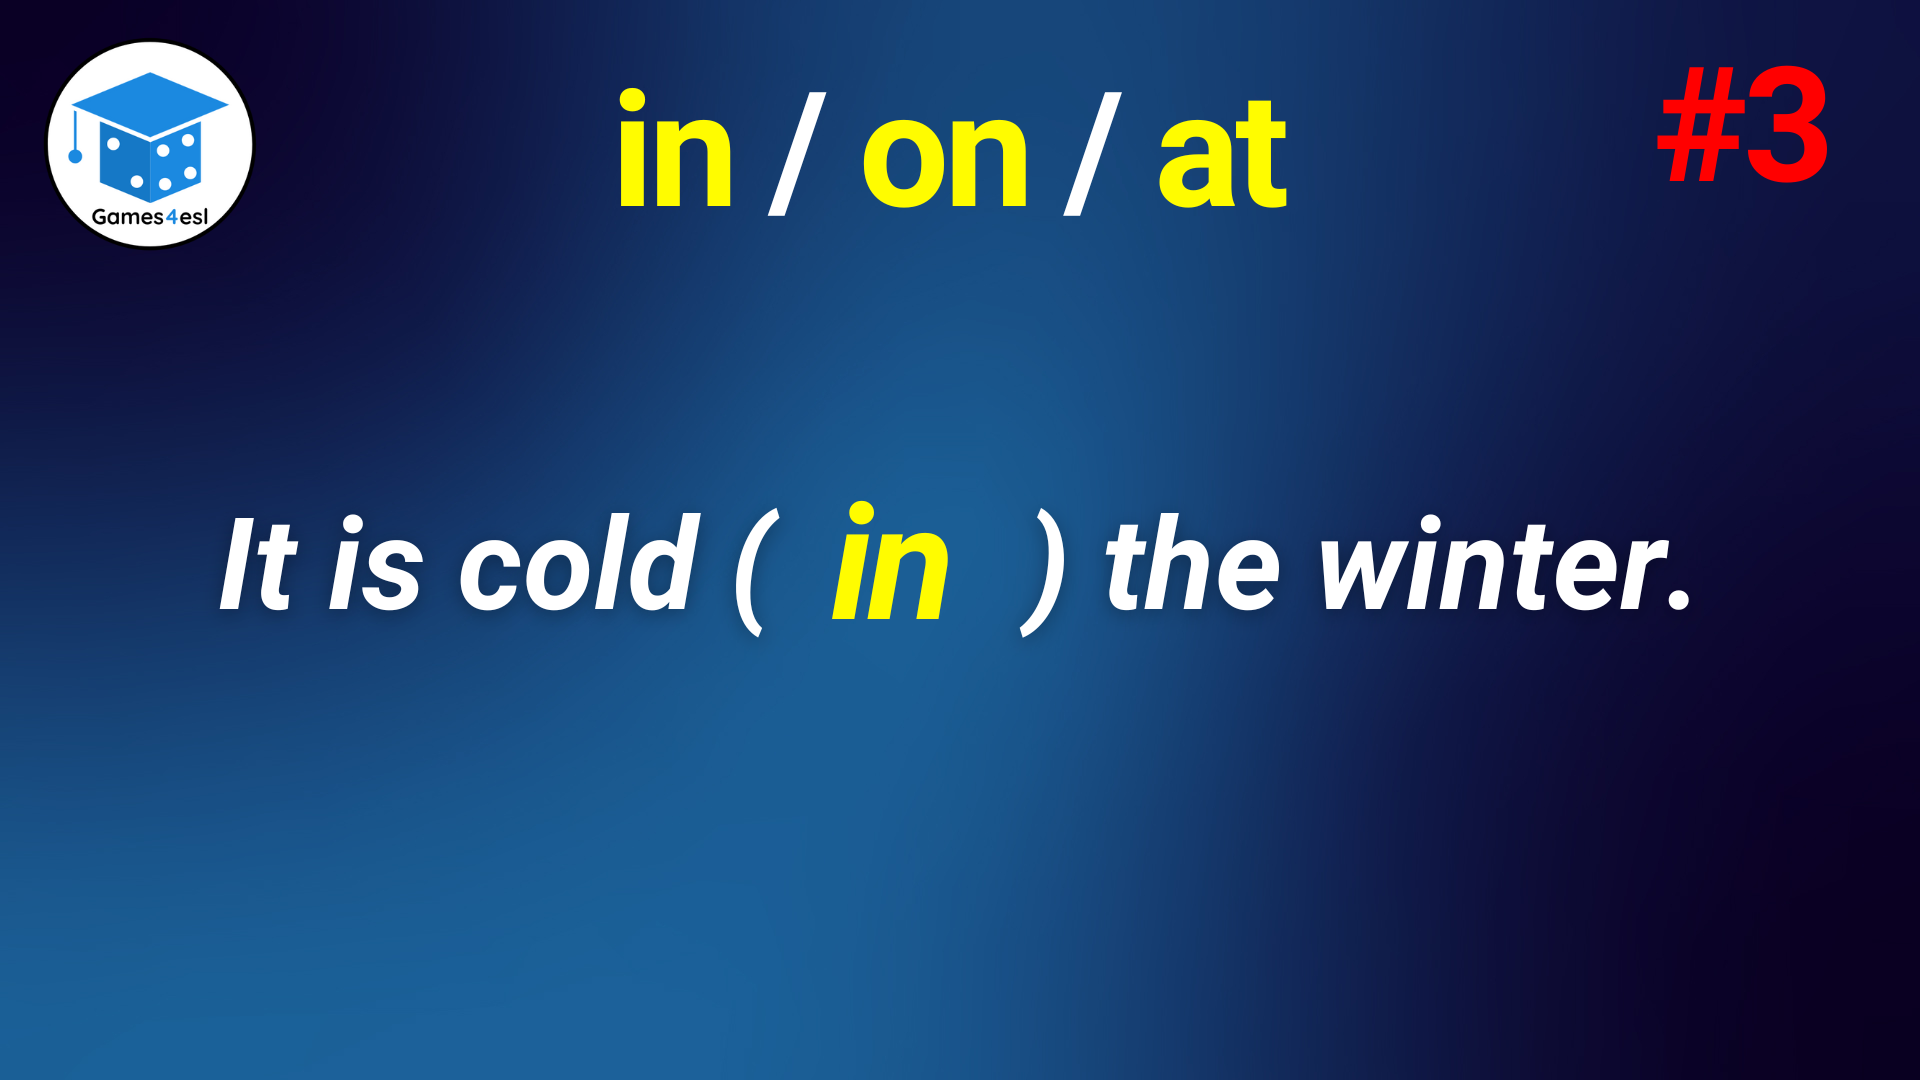 in / on / at
#3
Games4esl
It is cold ( in ) the winter.